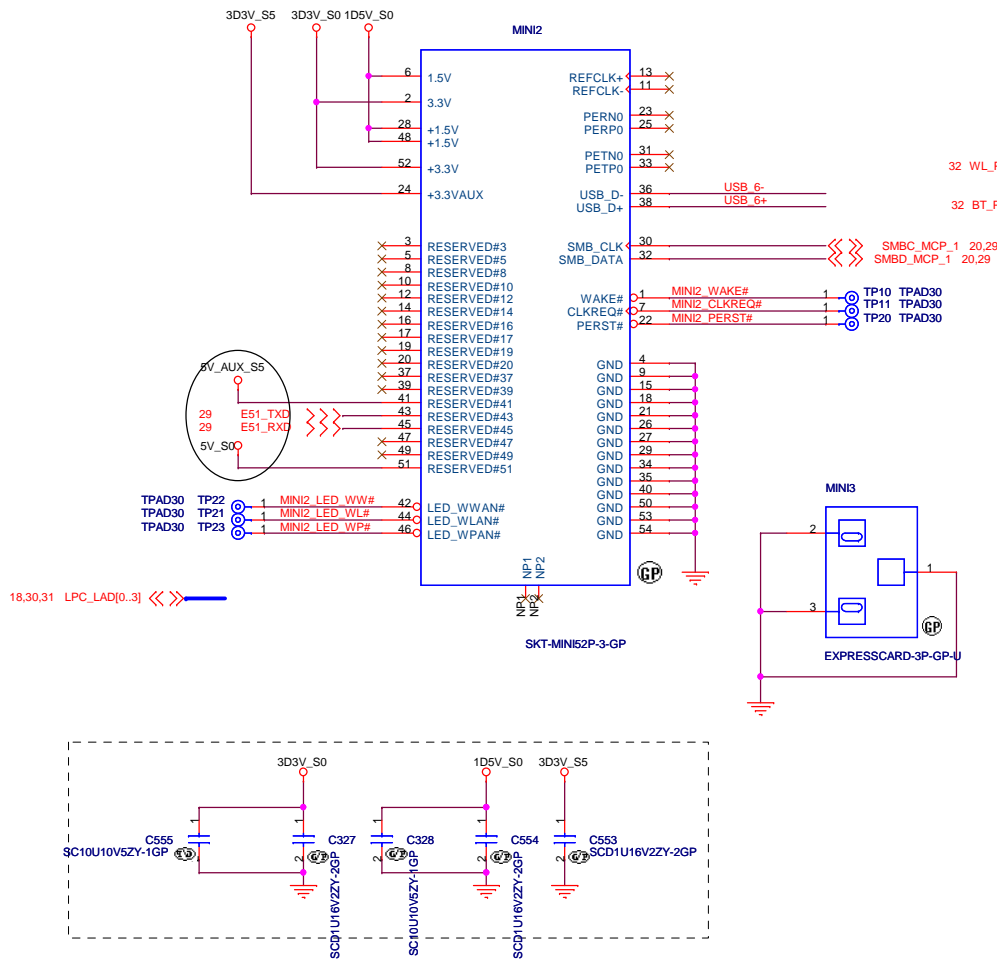 3D3V_S5 3D3V_S0 1D5V_S0
MINI2
6 1.5V REFCLK+ 13
REFCLK- 11
2 3.3V
PERN0 23
28 +1.5V PERP0 25
48 +1.5V
PETN0 31
52 +3.3V PETP0 33
32 WL_
24 +3.3VAUX USB_D- 36 USB_6-
USB_D+ 38 USB_6+
32 BT_
3 RESERVED#3 SMB_CLK 30 SMBC_MCP_1 20,29
5 RESERVED#5 SMB_DATA 32 SMBD_MCP_1 20,29
8 RESERVED#8
10 RESERVED#10
12 RESERVED#12 WAKE# 1 MINI2_WAKE# 1 TP10 TPAD30
14 RESERVED#14 CLKREQ# 7 MINI2_CLKREQ# 1 TP11 TPAD30
16 RESERVED#16 PERST# 22 MINI2_PERST# 1 TP20 TPAD30
17 RESERVED#17
19 RESERVED#19
20 RESERVED#20 GND 4
37 RESERVED#37 GND 9
39 RESERVED#39 GND 15
5V_AUX_S5
41 RESERVED#41 GND 18
29 E51_TXD 43 RESERVED#43 GND 21
29 E51_RXD 45 RESERVED#45 GND 26
5V_S0 47 RESERVED#47 GND 27
49 RESERVED#49 GND 29
51 RESERVED#51 GND 34
GND 35
GND 40
TPAD30 TP22 1 MINI2_LED_WW# 42 LED_WWAN# GND 50
TPAD30 TP21 1 MINI2_LED_WL# 44 LED_WLAN# GND 53
TPAD30 TP23 1 MINI2_LED_WP# 46 LED_WPAN# GND 54
MINI3
2
1
3
NP1
NP2
GP
NP1
NP2
18,30,31 LPC_LAD[0..3]
GP
SKT-MINI52P-3-GP
EXPRESSCARD-3P-GP-U
3D3V_S0 1D5V_S0 3D3V_S5
1 1 1 1 1
C555 C327 C328 C554 C553
SC10U10V5ZY-1GP
SCD1U16V2ZY-2GP
SC10U10V5ZY-1GP
SCD1U16V2ZY-2GP
SCD1U16V2ZY-2GP
2 2 2 2 2